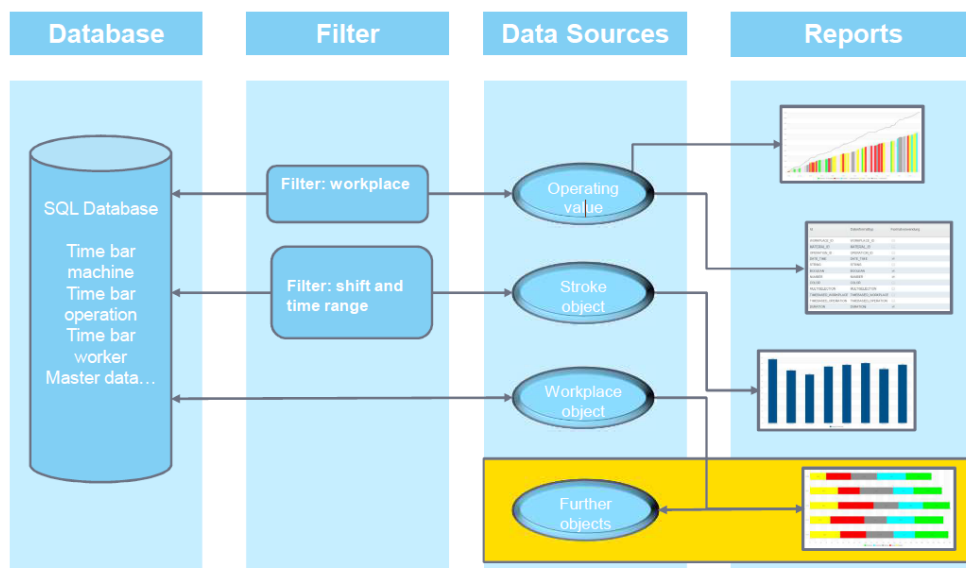 Database
Filter
Data Sources
Reports
SQL Database
Time bar
machine
Time bar
operation
Time bar
worker
Master data…
Filter: workplace
Filter: shift and
time range
Operating
value
Stroke
object
Workplace
object
Further
objects